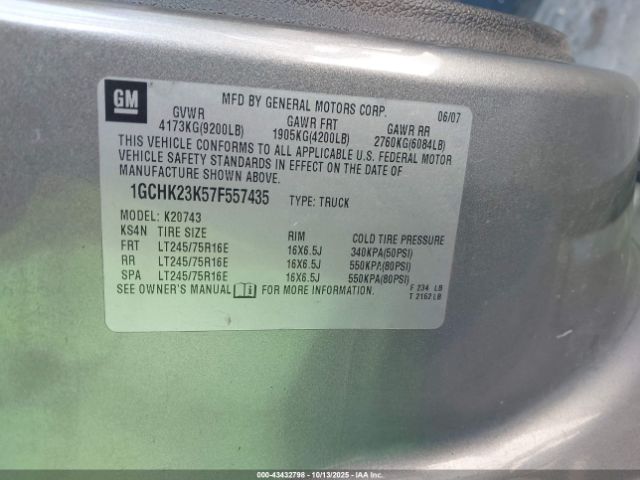 GM
MFD BY GENERAL MOTORS CORP. 06/07
GVWR GAWR FRT GAWR RR
4173KG(9200LB) 1905KG(4200LB) 2760KG(6084LB)
THIS VEHICLE CONFORMS TO ALL APPLICABLE U.S. FEDERAL MOTOR
VEHICLE SAFETY STANDARDS IN EFFECT ON THE DATE OF
MANUFACTURE SHOWN ABOVE.
1GCHK23K57F557435 TYPE: TRUCK
MODEL: K20743
KS4N TIRE SIZE RIM COLD TIRE PRESSURE
FRT LT245/75R16E 16X6.5J 340KPA(50PSI)
RR LT245/75R16E 16X6.5J 550KPA(80PSI)
SPA LT245/75R16E 16X6.5J 550KPA(80PSI)
SEE OWNER'S MANUAL FOR MORE INFORMATION.
F 234 LB
T 2162 LB
000-43432798 - 10/13/2025 - IAAI.COM